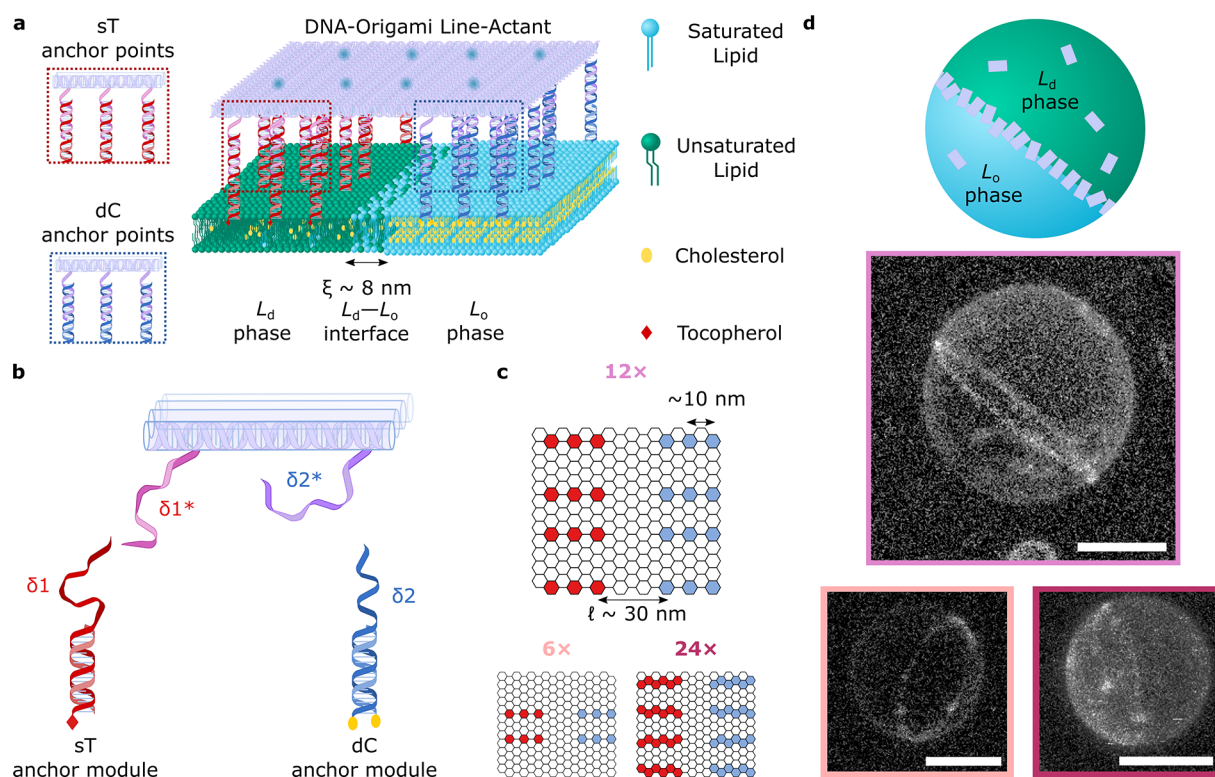 a
sT
anchor points
dC
anchor points
DNA-Origami Line-Actant
ξ ~ 8 nm
Ld
phase
Ld—Lo
interface
Lo
phase
Saturated
Lipid
Unsaturated
Lipid
Cholesterol
Tocopherol
b
δ1*
δ2*
δ1
δ2
sT
anchor module
dC
anchor module
c
12×
~10 nm
ℓ ~ 30 nm
6×
24×
d
Ld
phase
Lo
phase